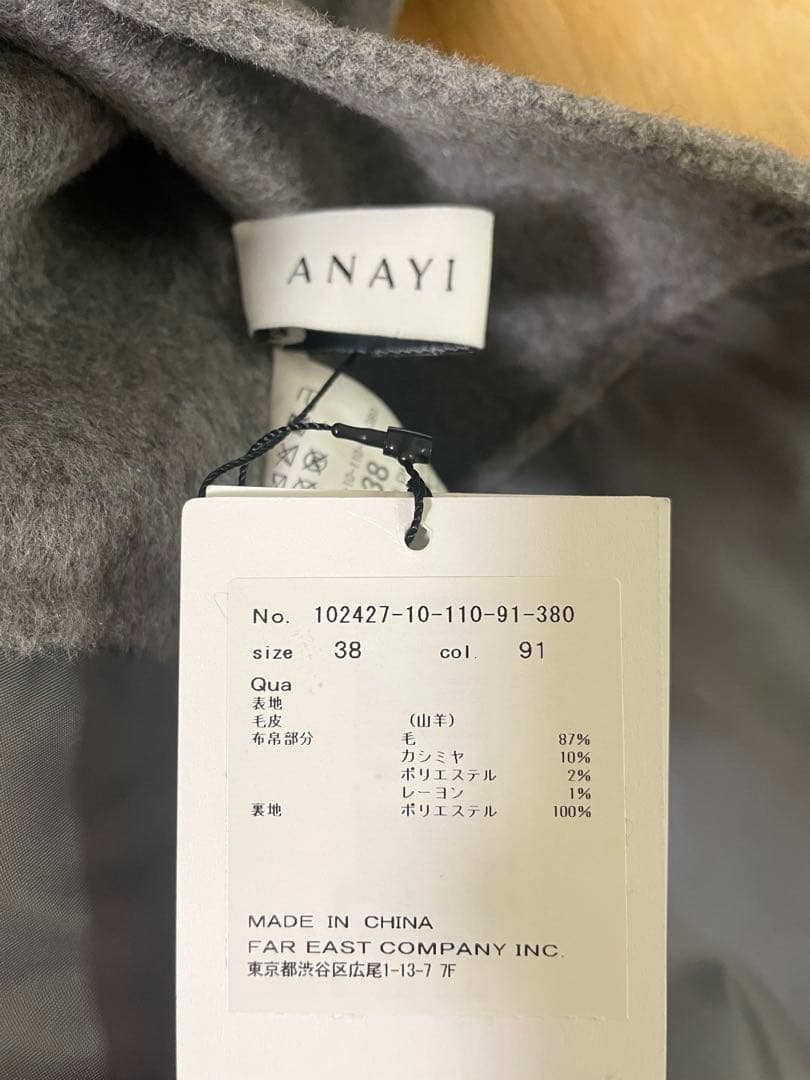 ANAYI
38
No. 102427-10-110-91-380
size 38 col. 91
Qua
表地
毛皮 (山羊)
布帛部分 毛 87%
カシミヤ 10%
ポリエステル 2%
レーヨン 1%
裏地 ポリエステル 100%
MADE IN CHINA
FAR EAST COMPANY INC.
東京都渋谷区広尾1-13-7 7F